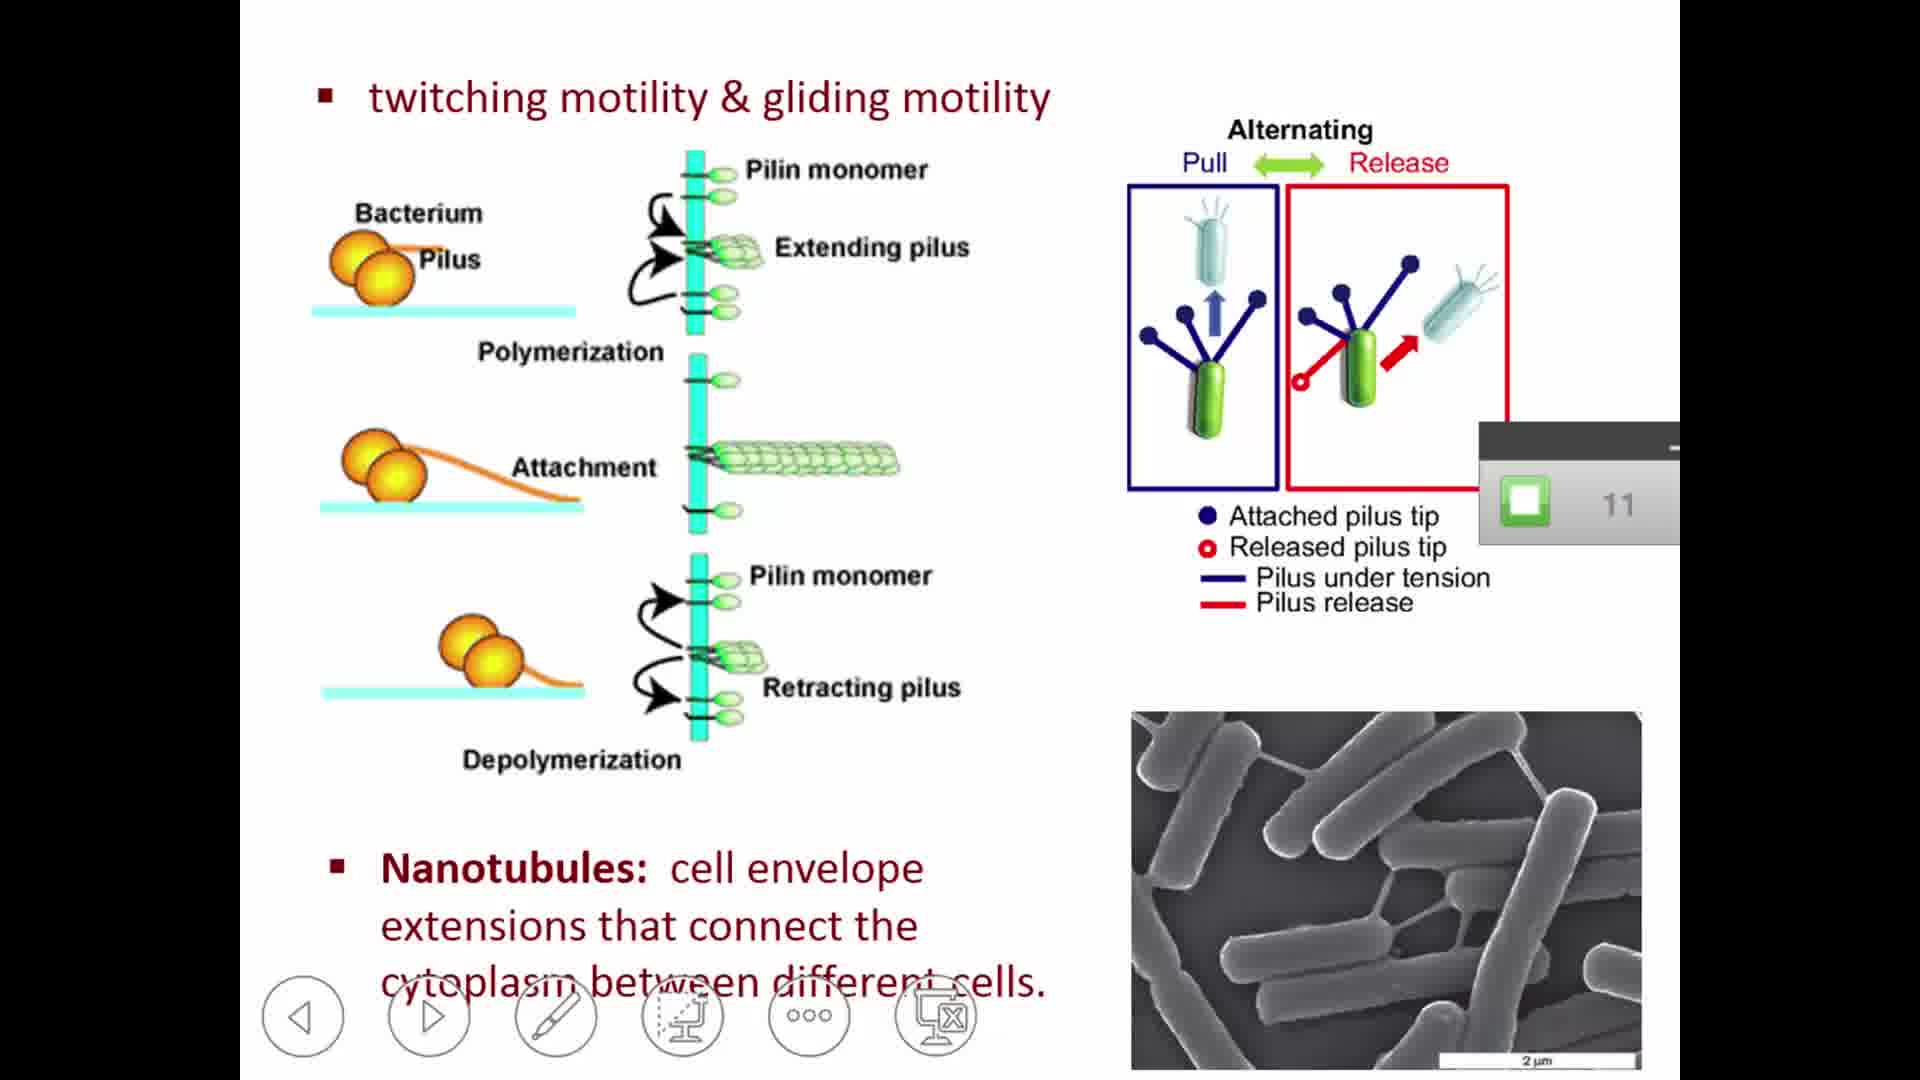 twitching motility & gliding motility
Bacterium
Pilus
Pilin monomer
Extending pilus
Polymerization
Attachment
Pilin monomer
Retracting pilus
Depolymerization
Alternating
Pull
Release
Attached pilus tip
Released pilus tip
Pilus under tension
Pilus release
11
Nanotubules: cell envelope
extensions that connect the
cytoplasm between different cells.
2 µm